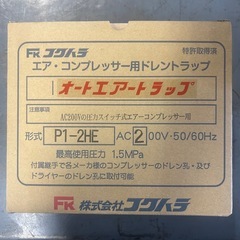 FK フクハラ 特許取得済
エア・コンプレッサー用ドレントラップ
オートエアートラップ
注意事項
AC200Vの圧力スイッチ式エアーコンプレッサー用
形式 P1-2HE AC 2 00V-50/60Hz
最高使用圧力 1.5MPa
付属継手で各メーカ様のコンプレッサーのドレン孔・及び
ドライヤーのドレン孔に取付可能
FK 株式会社フクハラ